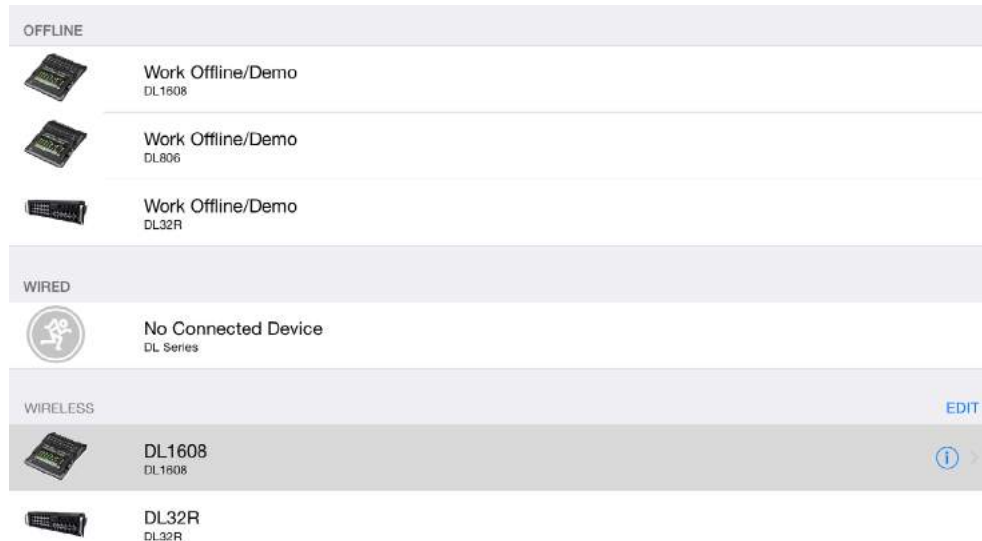 OFFLINE
Work Offline/Demo
DL1608
Work Offline/Demo
DL806
Work Offline/Demo
DL32R
WIRED
No Connected Device
DL Series
WIRELESS
EDIT
DL1608
DL1608
DL32R
DL32R